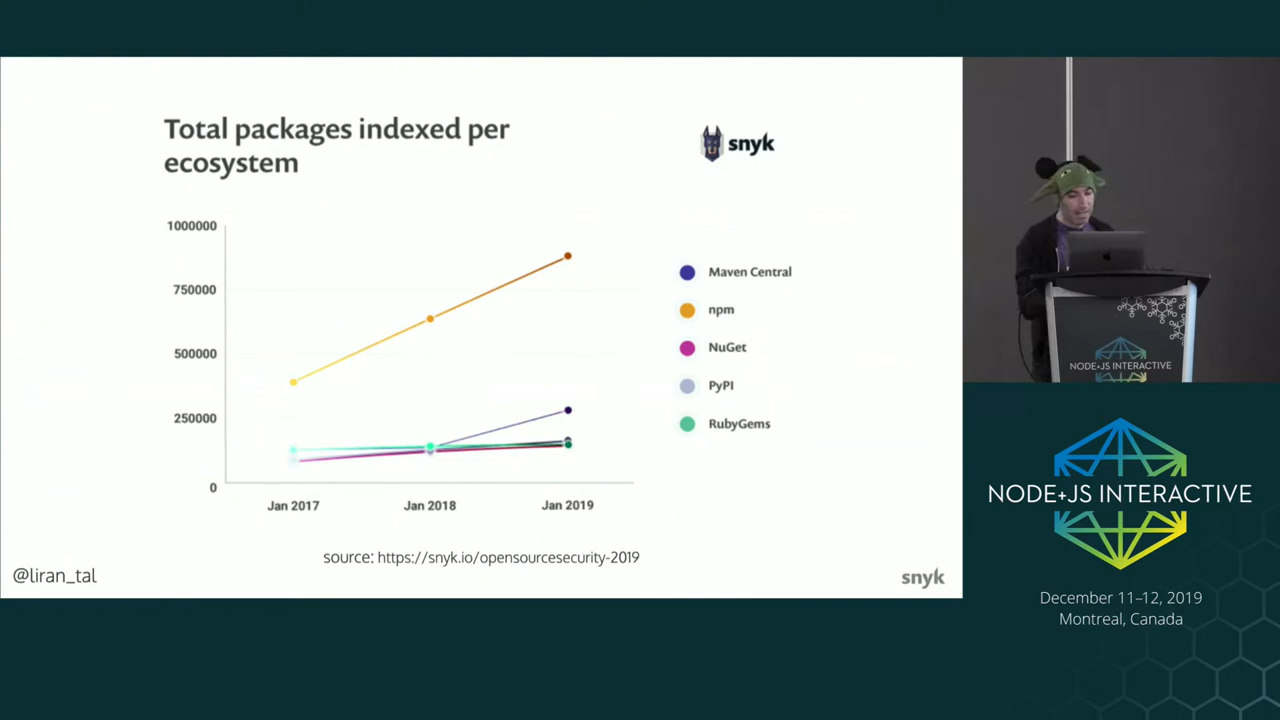 Total packages indexed per
ecosystem
snyk
1000000
750000
500000
250000
0
Jan 2017
Jan 2018
Jan 2019
Maven Central
npm
NuGet
PyPI
RubyGems
source: https://snyk.io/opensourcesecurity-2019
@liran_tal
snyk
NODE+JS INTERACTIVE
NODE+JS INTERACTIVE
December 11–12, 2019
Montreal, Canada